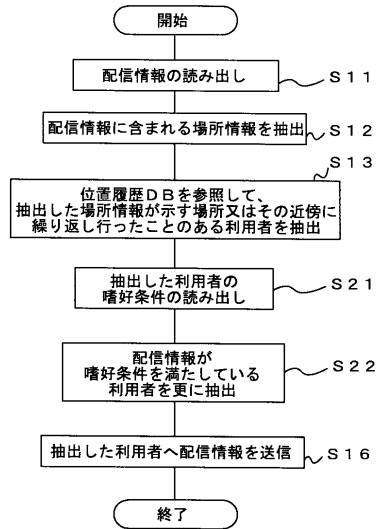 開始
配信情報の読み出し
S11
配信情報に含まれる場所情報を抽出
S12
S13
位置履歴DBを参照して、
抽出した場所情報が示す場所又はその近傍に
繰り返し行ったことのある利用者を抽出
抽出した利用者の
嗜好条件の読み出し
S21
配信情報が
嗜好条件を満たしている
利用者を更に抽出
S22
抽出した利用者へ配信情報を送信
S16
終了